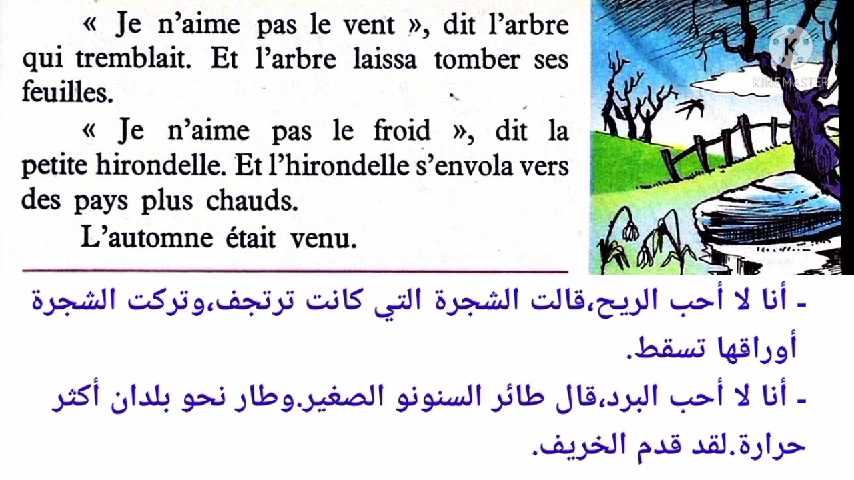 « Je n'aime pas le vent », dit l'arbre
qui tremblait. Et l'arbre laissa tomber ses
feuilles.
« Je n'aime pas le froid », dit la
petite hirondelle. Et l'hirondelle s'envola vers
des pays plus chauds.
L'automne était venu.
K
KINEMASTER
- أنا لا أحب الريح،قالت الشجرة التي كانت ترتجف،وتركت الشجرة
أوراقها تسقط.
- أنا لا أحب البرد،قال طائر السنونو الصغير.وطار نحو بلدان أكثر
حرارة.لقد قدم الخريف.